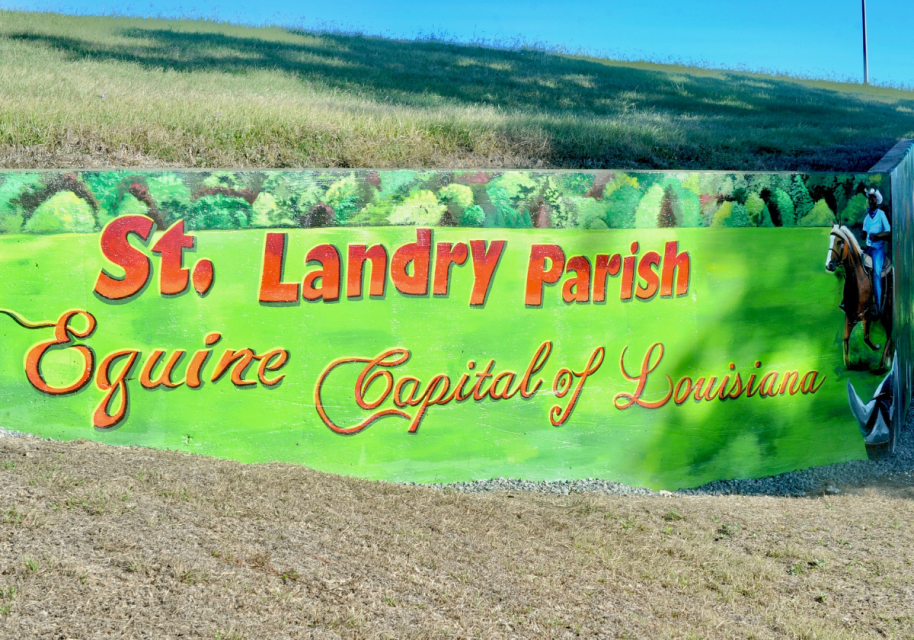 St. Landry Parish
Equine Capital of Louisiana